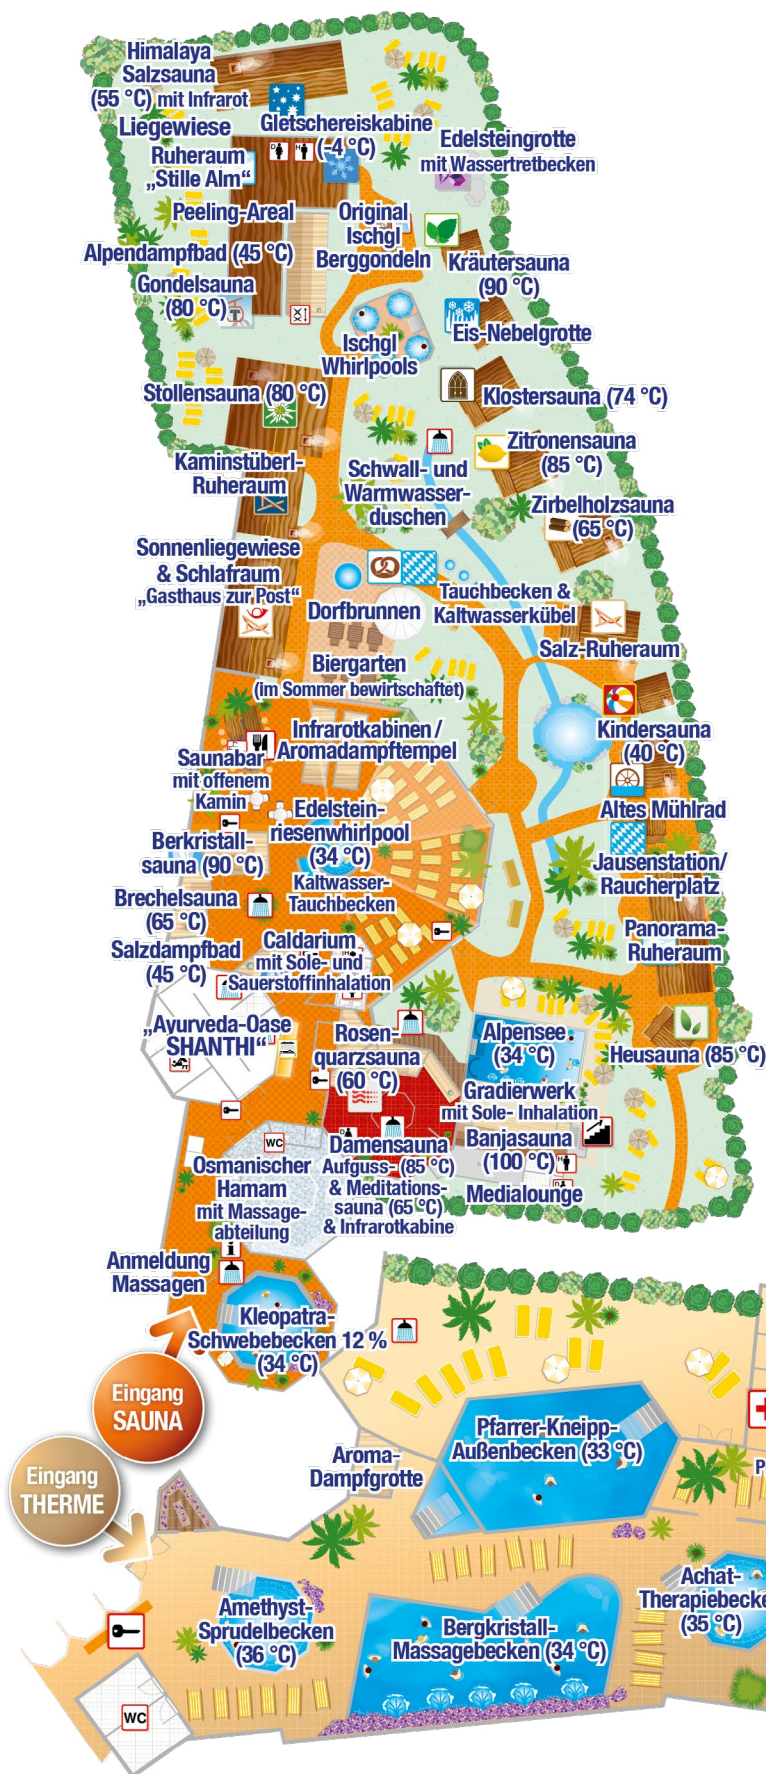 Himalaya
Salzsauna
(55 °C) mit Infrarot
Liegewiese
Gletschereiskabine
(-4 °C)
D
H
Edelsteingrotte
mit Wassertretbecken
Ruheraum
„Stille Alm“
Peeling-Areal
Original
Ischgl
Berggondeln
Alpendampfbad (45 °C)
Gondelsauna
(80 °C)
Kräutersauna
(90 °C)
Eis-Nebelgrotte
Ischgl
Whirlpools
Stollensauna (80 °C)
Klostersauna (74 °C)
Zitronensauna
(85 °C)
Kaminstüberl-
Ruheraum
Schwall- und
Warmwasser-
duschen
Zirbelholzsauna
(65 °C)
Sonnenliegewiese
& Schlafraum
„Gasthaus zur Post“
Dorfbrunnen
Tauchbecken &
Kaltwasserkübel
Salz-Ruheraum
Biergarten
(im Sommer bewirtschaftet)
Infrarotkabinen /
Aromadampftempel
Kindersauna
(40 °C)
Saunabar
mit offenem
Kamin
Altes Mühlrad
Edelstein-
riesenwhirlpool
(34 °C)
Berkristall-
sauna (90 °C)
Jausenstation/
Raucherplatz
Kaltwasser-
Tauchbecken
Brechelsauna
(65 °C)
Panorama-
Ruheraum
Salzdampfbad
(45 °C)
Caldarium
mit Sole- und
Sauerstoffinhalation
„Ayurveda-Oase
SHANTHI“
Rosen-
quarzsauna
(60 °C)
Alpensee
(34 °C)
Heusauna (85 °C)
Gradierwerk
mit Sole- Inhalation
Banjasauna
(100 °C)
H
Medialounge
WC
D
Damensauna
Aufguss- (85 °C)
& Meditations-
sauna (65 °C)
& Infrarotkabine
Osmanischer
Hamam
mit Massage-
abteilung
i
Anmeldung
Massagen
Kleopatra-
Schwebebecken 12 %
(34 °C)
Eingang
SAUNA
Pfarrer-Kneipp-
Außenbecken (33 °C)
Aroma-
Dampfgrotte
P
Eingang
THERME
Achat-
Therapiebecke
(35 °C)
Amethyst-
Sprudelbecken
(36 °C)
Bergkristall-
Massagebecken (34 °C)
WC